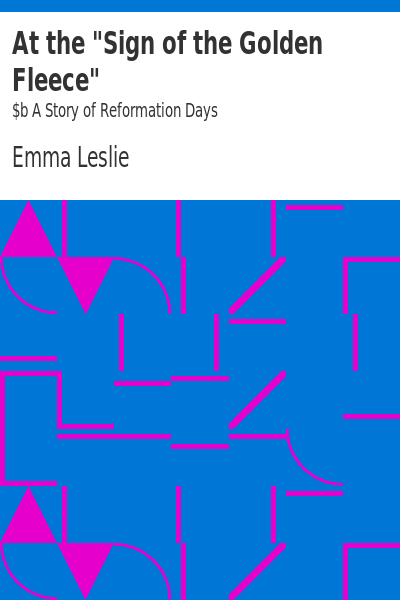 At the "Sign of the Golden
Fleece"
$b A Story of Reformation Days
Emma Leslie